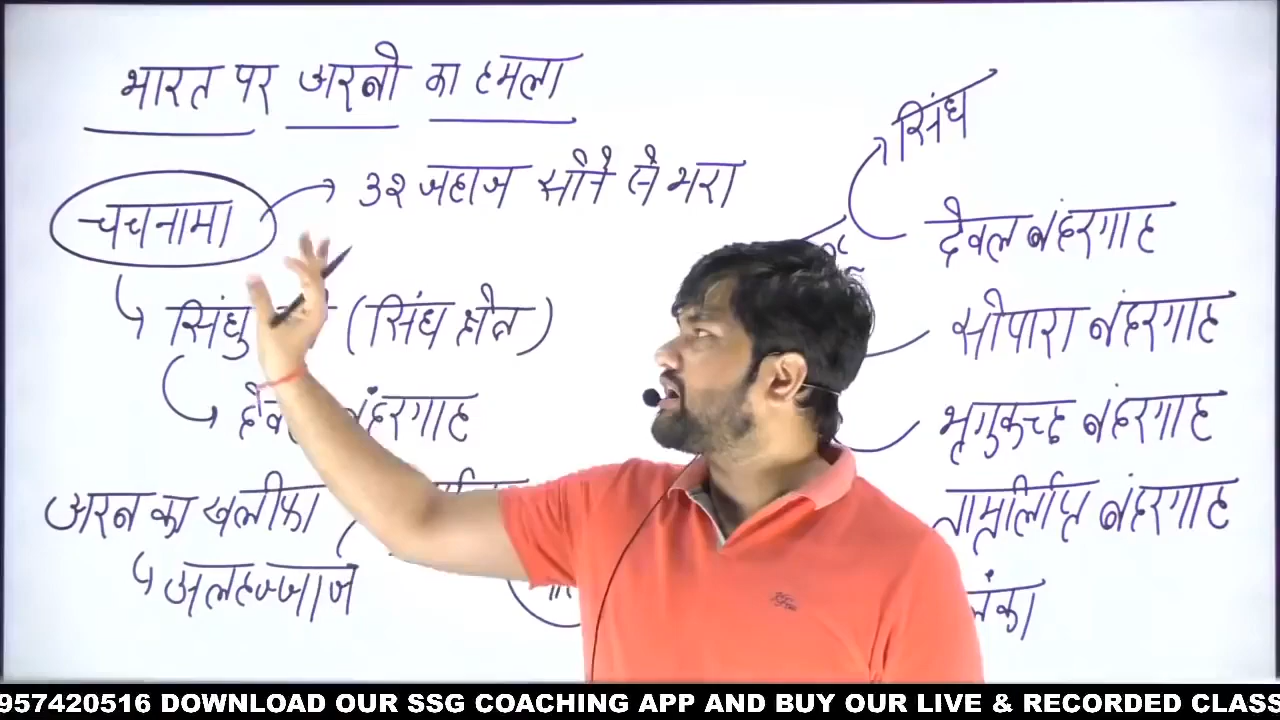 भारत पर अरबो का हमला
चचनामा → ३२ जहाज सोने से भरा
सिंध
सिंधु (सिंध होल)
देवल बंदरगाह
सोपारा बंदरगाह
भृगुकच्छ बंदरगाह
ताम्रलिप्ति बंदरगाह
बंदरगाह
अरब का खलीफा
अलहज्जाज
957420516 DOWNLOAD OUR SSG COACHING APP AND BUY OUR LIVE & RECORDED CLASS